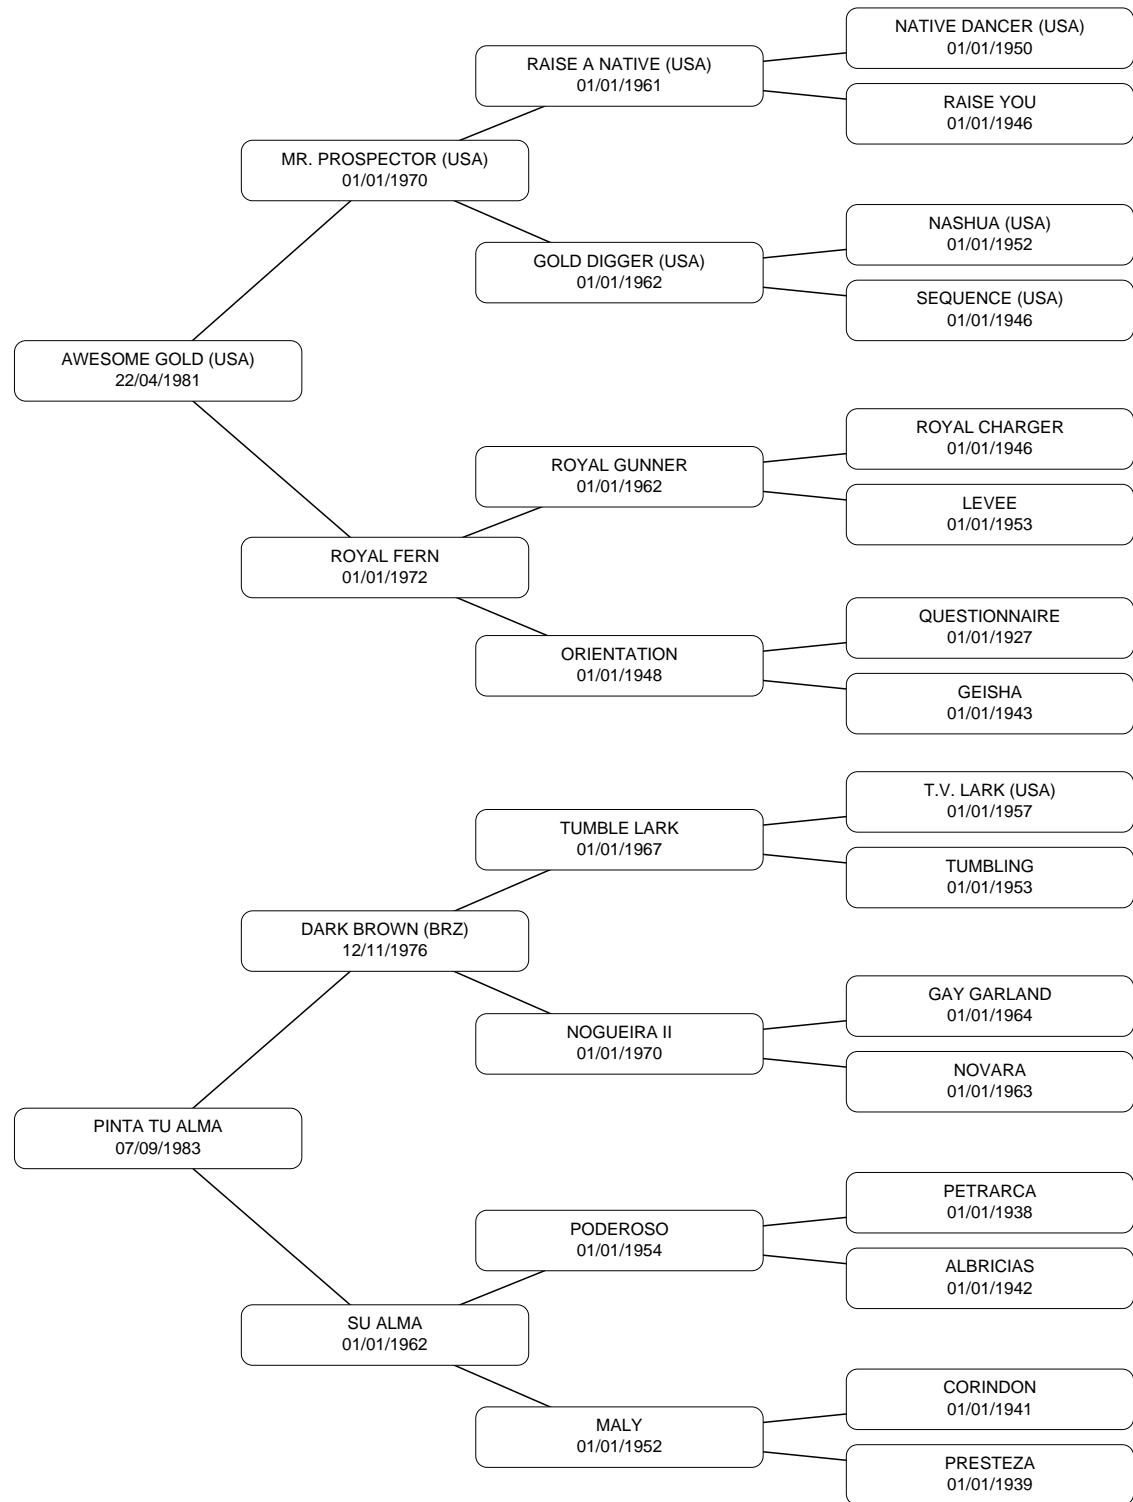 NATIVE DANCER (USA)
01/01/1950
RAISE A NATIVE (USA)
01/01/1961
RAISE YOU
01/01/1946
MR. PROSPECTOR (USA)
01/01/1970
NASHUA (USA)
01/01/1952
GOLD DIGGER (USA)
01/01/1962
SEQUENCE (USA)
01/01/1946
AWESOME GOLD (USA)
22/04/1981
ROYAL CHARGER
01/01/1946
ROYAL GUNNER
01/01/1962
LEVEE
01/01/1953
ROYAL FERN
01/01/1972
QUESTIONNAIRE
01/01/1927
ORIENTATION
01/01/1948
GEISHA
01/01/1943
T.V. LARK (USA)
01/01/1957
TUMBLE LARK
01/01/1967
TUMBLING
01/01/1953
DARK BROWN (BRZ)
12/11/1976
GAY GARLAND
01/01/1964
NOGUEIRA II
01/01/1970
NOVARA
01/01/1963
PINTA TU ALMA
07/09/1983
PETRARCA
01/01/1938
PODEROSO
01/01/1954
ALBRICIAS
01/01/1942
SU ALMA
01/01/1962
CORINDON
01/01/1941
MALY
01/01/1952
PRESTEZA
01/01/1939